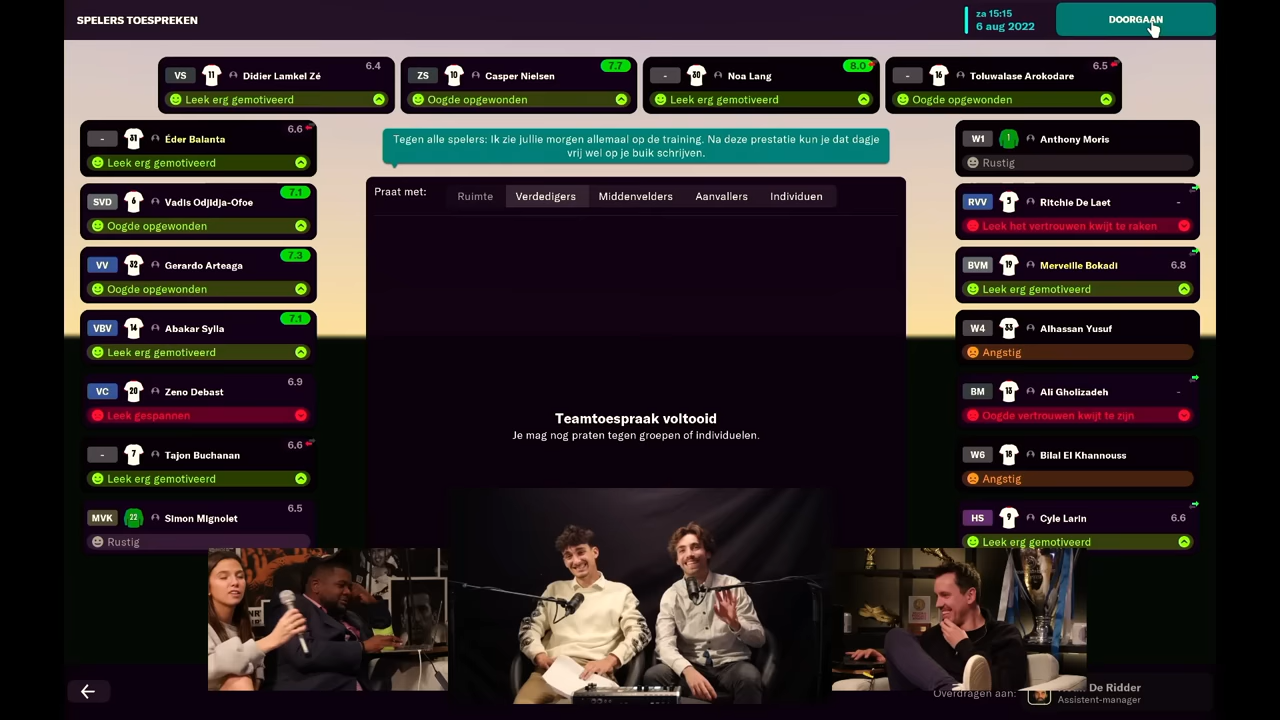 SPELERS TOESPREKEN
za 15:15
6 aug 2022
DOORGAAN
VS 11 Didier Lamkel Zé 6.4
Leek erg gemotiveerd
ZS 10 Casper Nielsen 7.7
Oogde opgewonden
- 30 Noa Lang 8.0
Leek erg gemotiveerd
- 16 Toluwalase Arokodare 6.5
Oogde opgewonden
- 31 Éder Balanta 6.6
Leek erg gemotiveerd
SVD 6 Vadis Odjidja-Ofoe 7.1
Oogde opgewonden
VV 32 Gerardo Arteaga 7.3
Oogde opgewonden
VBV 14 Abakar Sylla 7.1
Leek erg gemotiveerd
VC 20 Zeno Debast 6.9
Leek gespannen
- 7 Tajon Buchanan 6.6
Leek erg gemotiveerd
MVK 22 Simon Mignolet 6.5
Rustig
Tegen alle spelers: Ik zie jullie morgen allemaal op de training. Na deze prestatie kun je dat dagje
vrij wel op je buik schrijven.
Praat met: Ruimte Verdedigers Middenvelders Aanvallers Individuen
Teamtoespraak voltooid
Je mag nog praten tegen groepen of individuelen.
W1 1 Anthony Moris
Rustig
RVV Ritchie De Laet -
Leek het vertrouwen kwijt te raken
BVM 19 Merveille Bokadi 6.8
Leek erg gemotiveerd
W4 33 Alhassan Yusuf
Angstig
BM 13 Ali Gholizadeh -
Oogde vertrouwen kwijt te zijn
W6 18 Bilal El Khannouss
Angstig
HS 9 Cyle Larin 6.6
Leek erg gemotiveerd
Overdragen aan: De Ridder
Assistent-manager